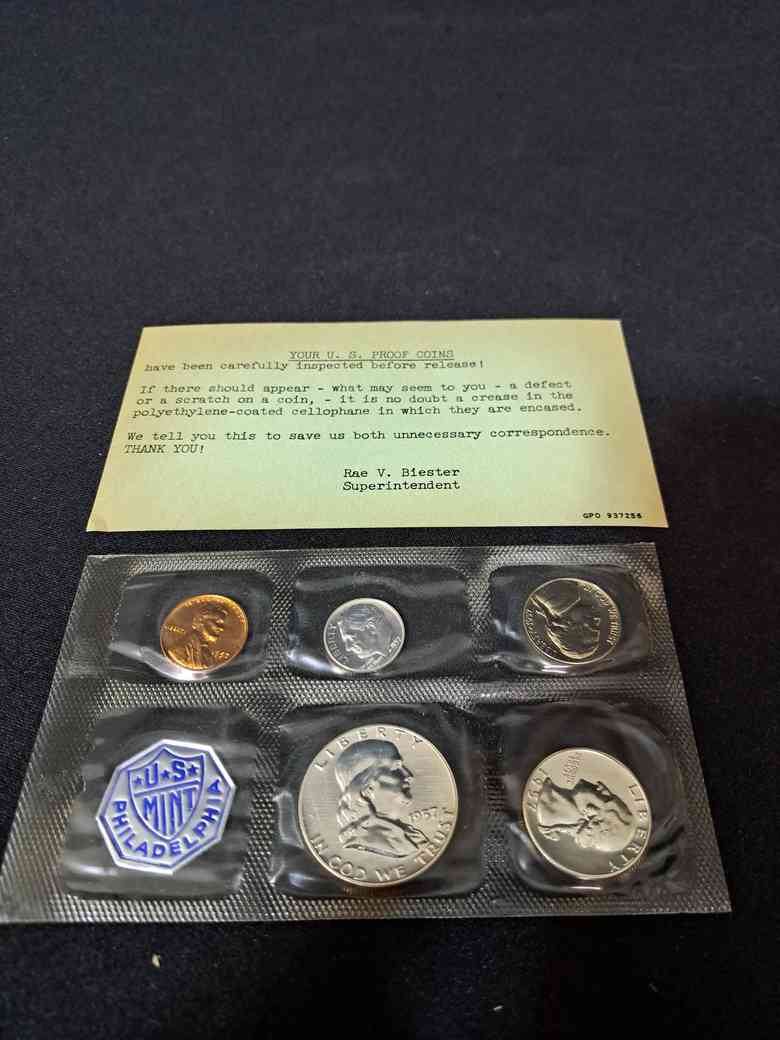 YOUR U. S. PROOF COINS
have been carefully inspected before release!
If there should appear - what may seem to you - a defect
or a scratch on a coin, - it is no doubt a crease in the
polyethylene-coated cellophane in which they are encased.
We tell you this to save us both unnecessary correspondence.
THANK YOU!
Rae V. Biester
Superintendent
GPO 937256
LIBERTY
U★S
MINT
PHILADELPHIA
LIBERTY
1957
IN GOD WE TRUST
LIBERTY
1957